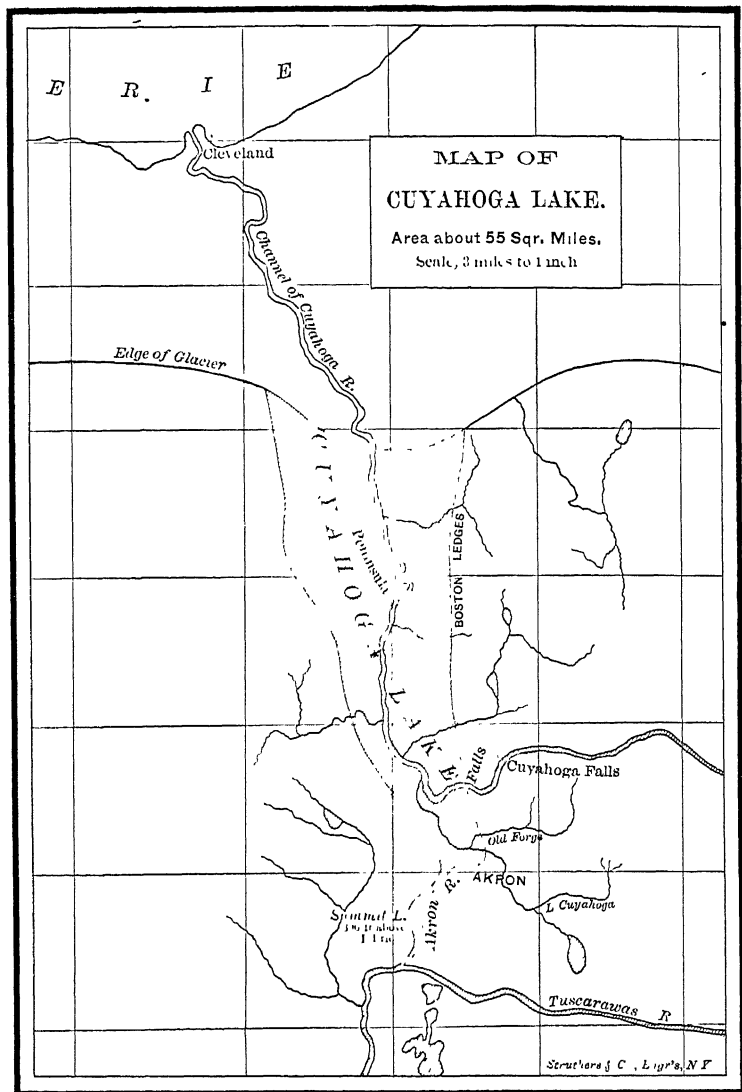 E R. I E
Cleveland
MAP OF
CUYAHOGA LAKE.
Area about 55 Sqr. Miles.
Scale, 3 miles to 1 inch
Channel of Cuyahoga R.
Edge of Glacier
CUYAHOGA LAKE
Peninsula
BOSTON LEDGES
Falls
Cuyahoga Falls
Old Forge
AKRON
L Cuyahoga
Akron R.
Summit L.
Tuscarawas R
Struthers & C , Engr's, N Y